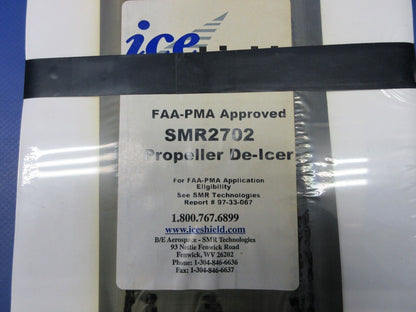 ice
FAA-PMA Approved
SMR2702
Propeller De-Icer
For FAA-PMA Application
Eligibility
See SMR Technologies
Report # 97-33-067
1.800.767.6899
www.iceshield.com
B/E Aerospace - SMR Technologies
93 Nettie Fenwick Road
Fenwick, WV 26202
Phone: 1-304-846-6636
Fax: 1-304-846-6637